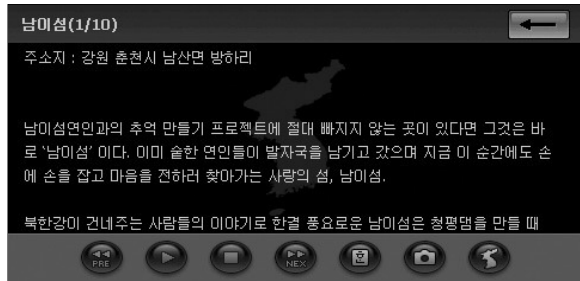 남이섬(1/10)
주소지 : 강원 춘천시 남산면 방하리
남이섬연인과의 추억 만들기 프로젝트에 절대 빠지지 않는 곳이 있다면 그것은 바
로 '남이섬' 이다. 이미 숱한 연인들이 발자국을 남기고 갔으며 지금 이 순간에도 손
에 손을 잡고 마음을 전하러 찾아가는 사랑의 섬, 남이섬.
북한강이 건네주는 사람들의 이야기로 한결 풍요로운 남이섬은 청평댐을 만들 때
PRE
NEX